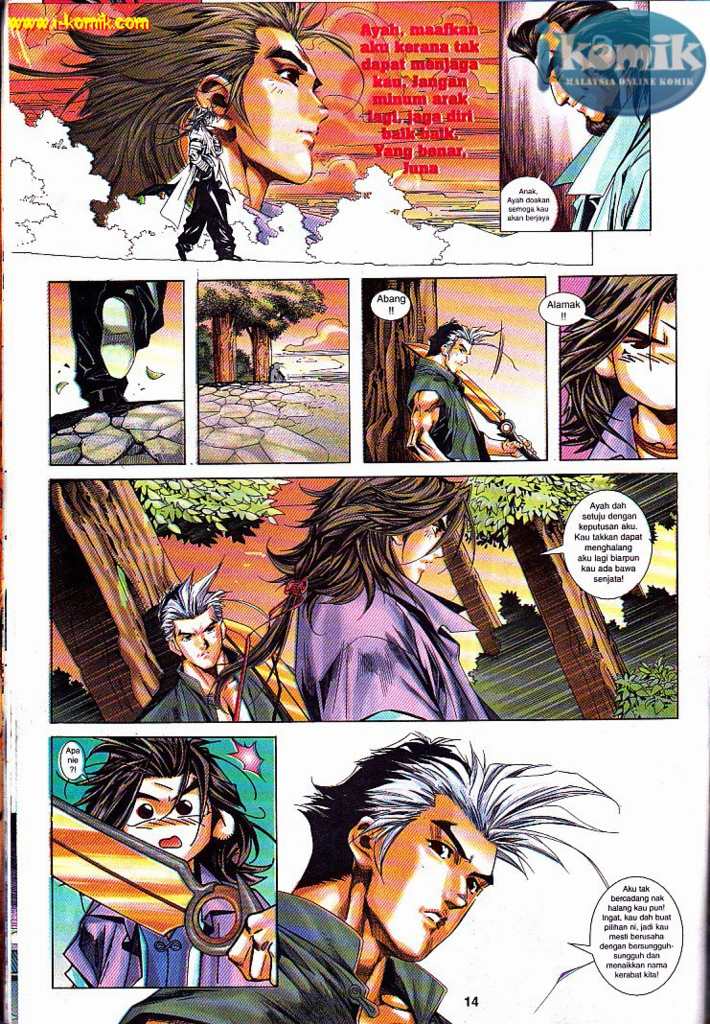 www.i-komik.com
ikomik
MALAYSIA ONLINE KOMIK
Ayah, maafkan
aku kerana tak
dapat menjaga
kau. Jangan
minum arak
lagi, jaga diri
baik-baik.
Yang benar,
Juna
Anak,
Ayah doakan
semoga kau
akan berjaya
Abang
!!
Alamak
!!
Ayah dah
setuju dengan
keputusan aku.
Kau takkan dapat
menghalang
aku lagi biarpun
kau ada bawa
senjata!
Apa
nie
?!
Aku tak
bercadang nak
halang kau pun!
Ingat, kau dah buat
pilihan ni, jadi kau
mesti berusaha
dengan bersungguh-
sungguh dan
menaikkan nama
kerabat kita!
14